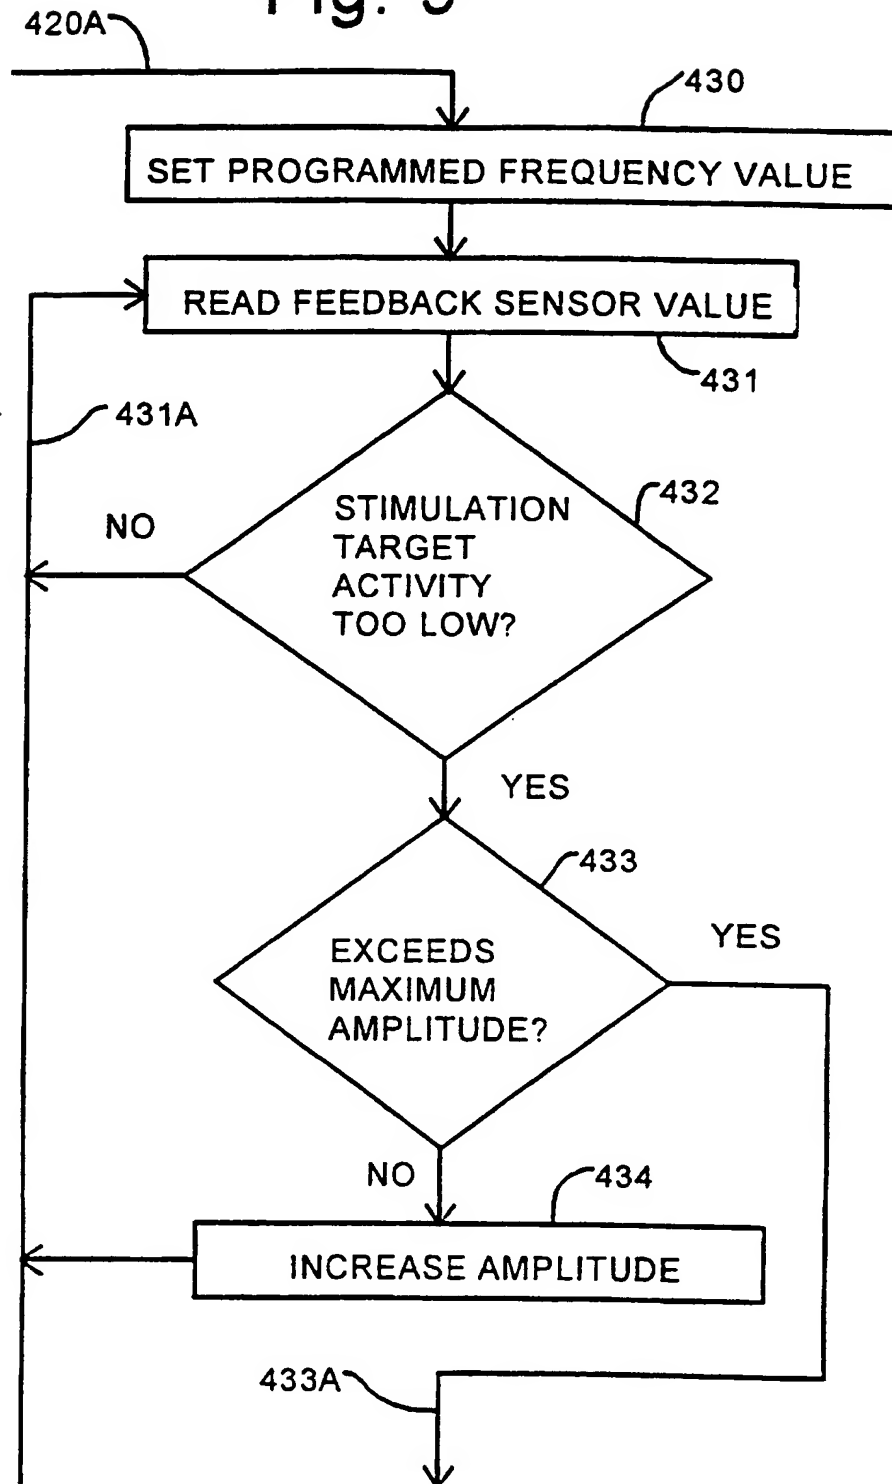 420A
430
SET PROGRAMMED FREQUENCY VALUE
READ FEEDBACK SENSOR VALUE
431
431A
432
NO
STIMULATION
TARGET
ACTIVITY
TOO LOW?
YES
433
YES
EXCEEDS
MAXIMUM
AMPLITUDE?
NO
434
INCREASE AMPLITUDE
433A